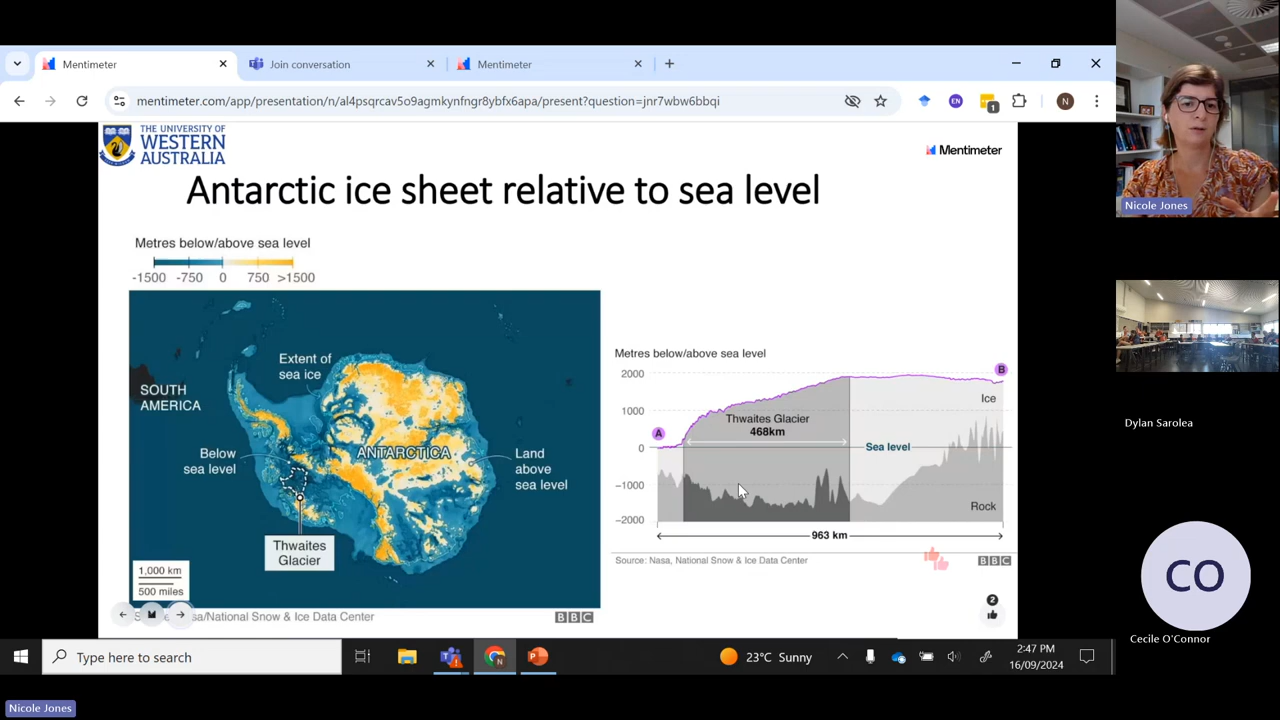 Mentimeter
Join conversation
Mentimeter
mentimeter.com/app/presentation/n/al4psqrcav5o9agmkynfngr8ybfx6apa/present?question=jnr7wbw6bbqi
EN
1
N
THE UNIVERSITY OF
WESTERN
AUSTRALIA
Mentimeter
Antarctic ice sheet relative to sea level
Metres below/above sea level
-1500 -750 0 750 >1500
Extent of
sea ice
SOUTH
AMERICA
Below
sea level
ANTARCTICA
Land
above
sea level
Thwaites
Glacier
1,000 km
500 miles
sa/National Snow & Ice Data Center
BBC
Metres below/above sea level
2000
1000
0
-1000
-2000
A
B
Thwaites Glacier
468km
Ice
Sea level
Rock
963 km
Source: Nasa, National Snow & Ice Data Center
BBC
2
Type here to search
23°C Sunny
2:47 PM
16/09/2024
Nicole Jones
Dylan Sarolea
CO
Cecile O'Connor
Nicole Jones